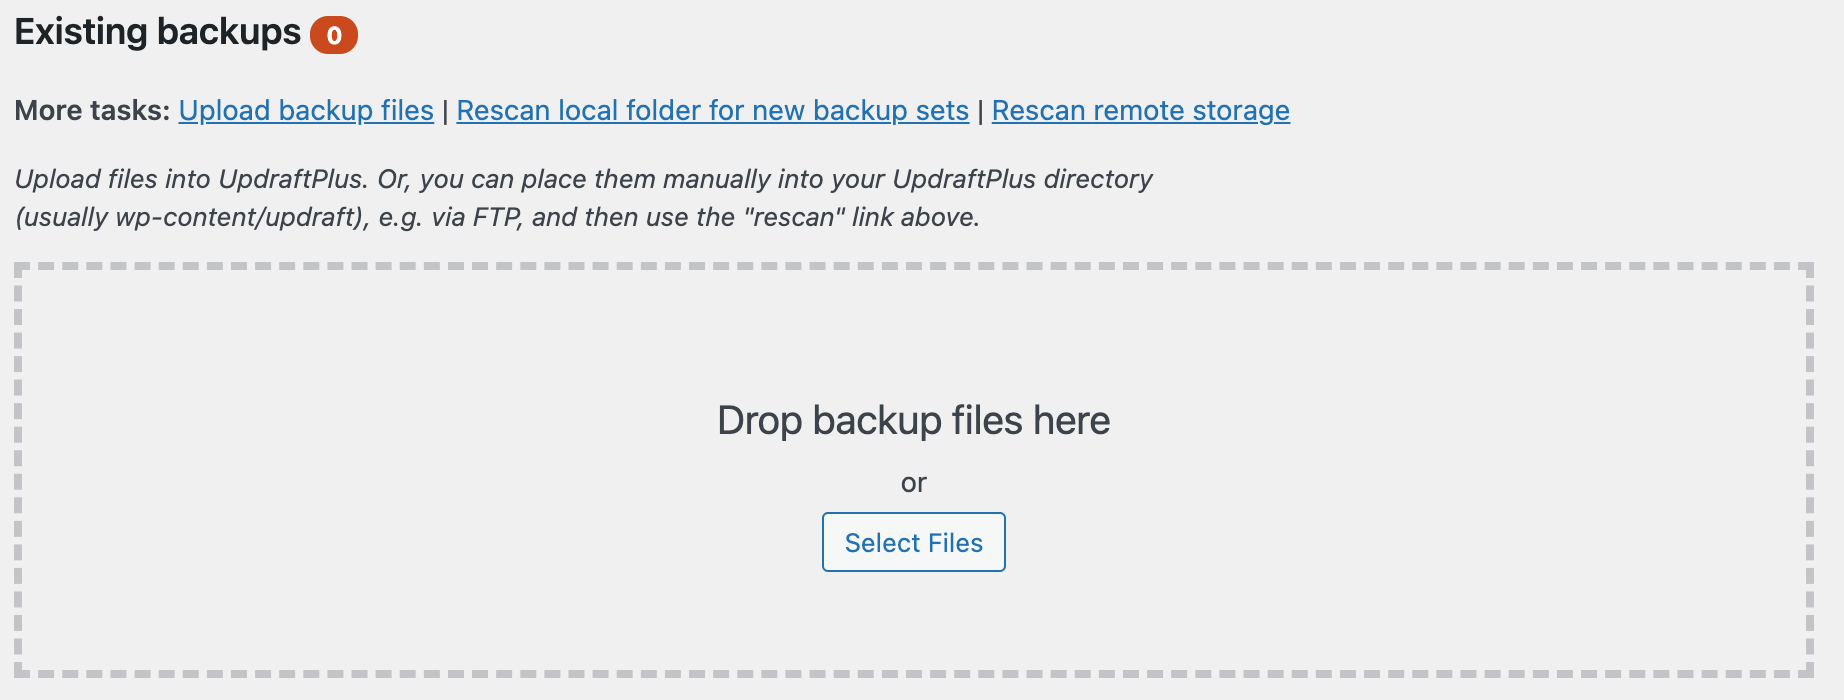 Existing backups 0
More tasks: Upload backup files | Rescan local folder for new backup sets | Rescan remote storage
Upload files into UpdraftPlus. Or, you can place them manually into your UpdraftPlus directory
(usually wp-content/updraft), e.g. via FTP, and then use the "rescan" link above.
Drop backup files here
or
Select Files